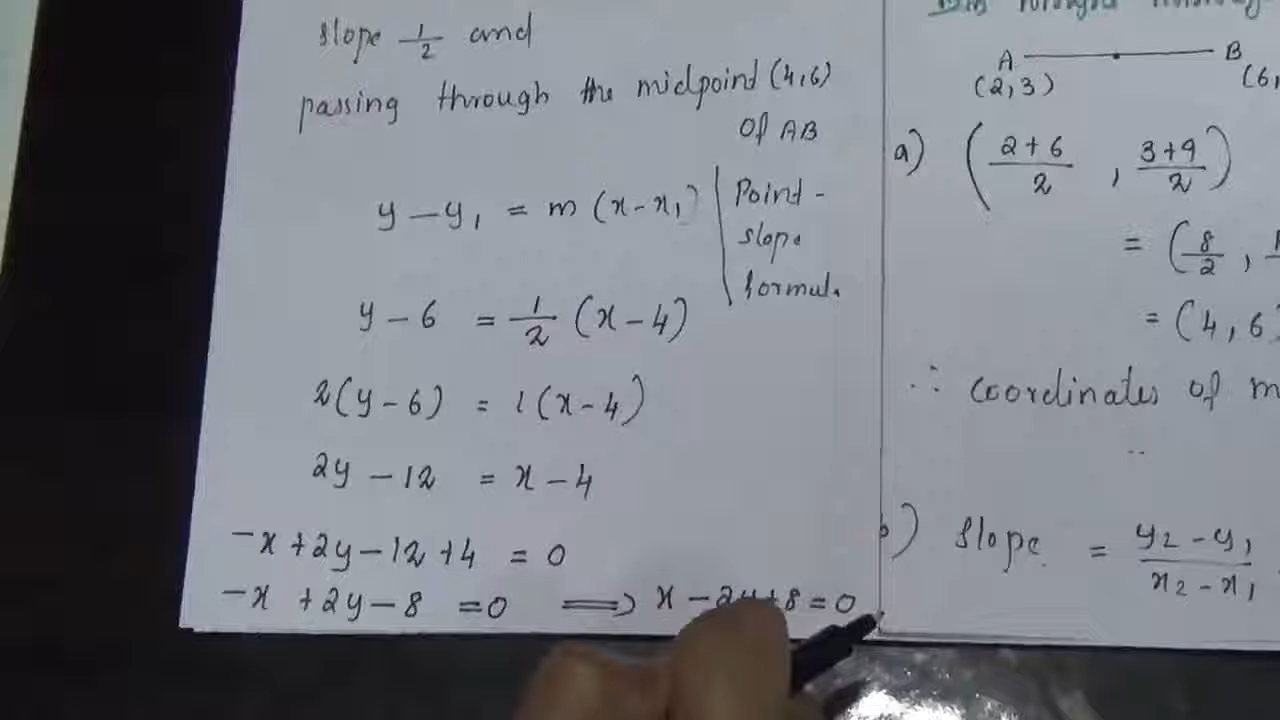 slope 1/2 and
passing through the midpoint (4,6)
of AB
y - y₁ = m (x - x₁)
Point -
slope
formul.
y - 6 = 1/2 (x - 4)
2(y - 6) = 1(x - 4)
2y - 12 = x - 4
-x + 2y - 12 + 4 = 0
-x + 2y - 8 = 0 ⟹ x - 2y + 8 = 0
A B
(2,3) (6,
a) (2+6/2 , 3+9/2)
= (8/2 ,
= (4, 6)
∴ coordinates of m
b) slope = y₂ - y₁/x₂ - x₁